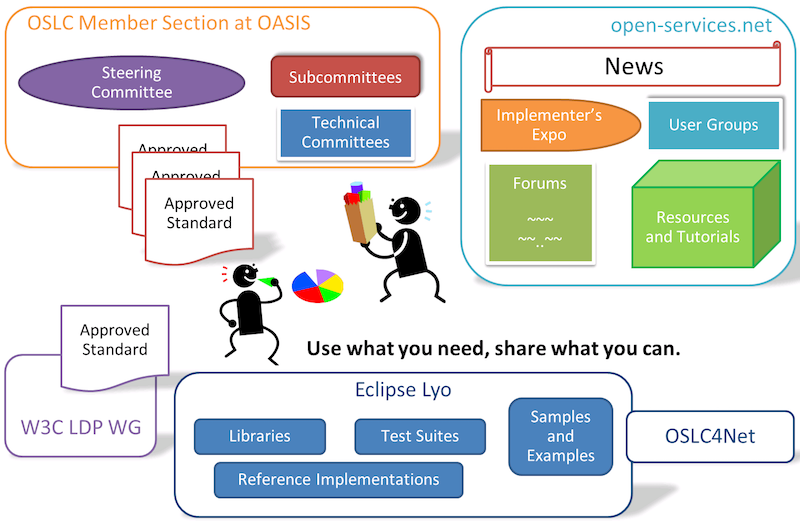 OSLC Member Section at OASIS
Steering
Committee
Subcommittees
Technical
Committees
Approved
Approved
Approved
Standard
open-services.net
News
Implementer's
Expo
User Groups
Forums
~~~
~~..~~
Resources
and Tutorials
Use what you need, share what you can.
Approved
Standard
W3C LDP WG
Eclipse Lyo
Libraries
Test Suites
Samples
and
Examples
Reference Implementations
OSLC4Net